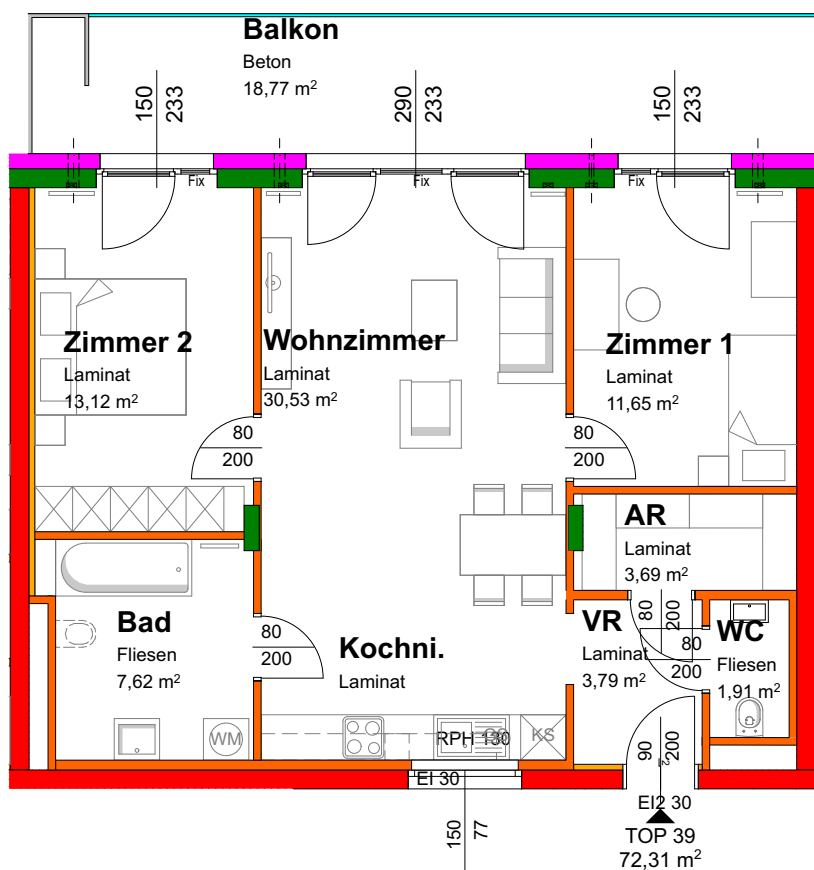 Balkon
Beton
18,77 m²
150
233
290
233
150
233
Fix
Fix
Fix
Zimmer 2
Laminat
13,12 m²
Wohnzimmer
Laminat
30,53 m²
Zimmer 1
Laminat
11,65 m²
80
200
80
200
AR
Laminat
3,69 m²
Bad
Fliesen
7,62 m²
80
200
Kochni.
Laminat
VR
Laminat
3,79 m²
80
200
WC
Fliesen
1,91 m²
80
200
WM
RPH 130
KS
EI 30
150
77
90
200
EI2 30
TOP 39
72,31 m²